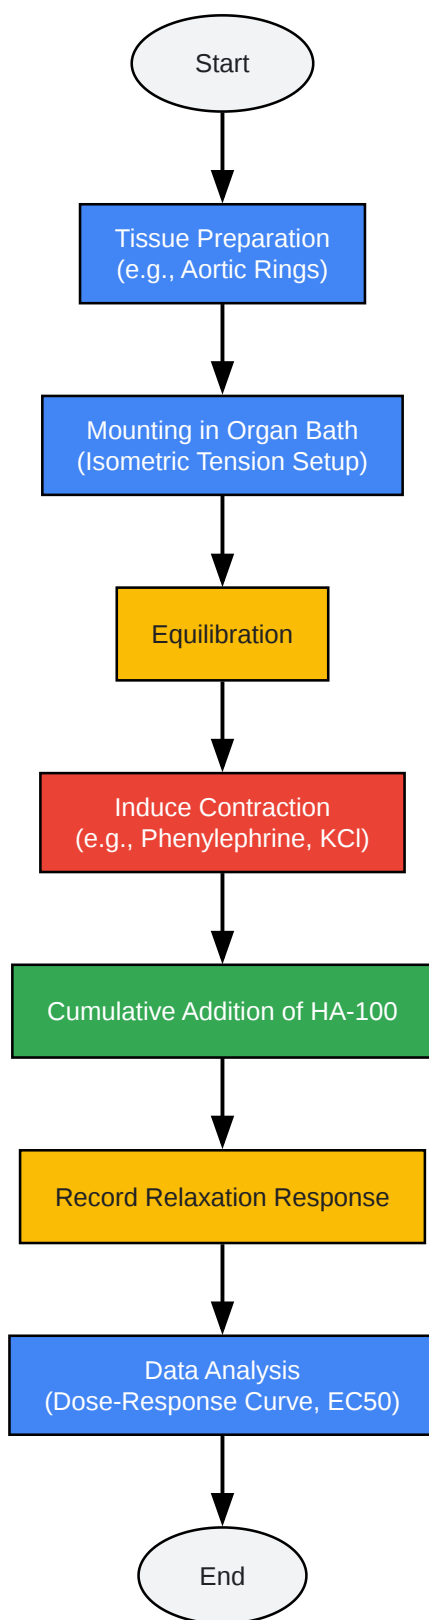 Start
Tissue Preparation
(e.g., Aortic Rings)
Mounting in Organ Bath
(Isometric Tension Setup)
Equilibration
Induce Contraction
(e.g., Phenylephrine, KCl)
Cumulative Addition of HA-100
Record Relaxation Response
Data Analysis
(Dose-Response Curve, EC50)
End